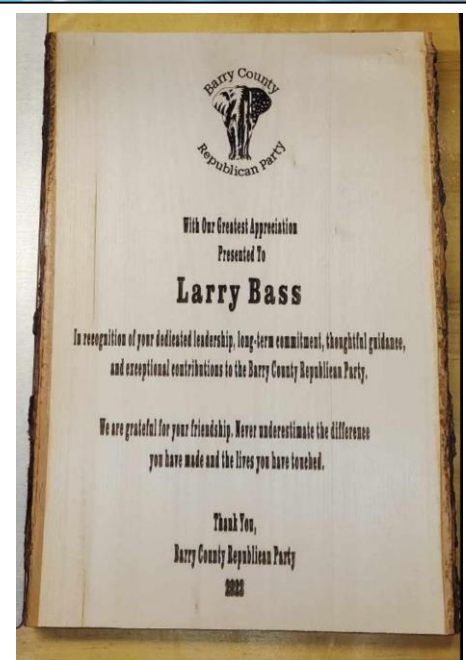 Barry County
Republican Party
With Our Greatest Appreciation
Presented To
Larry Bass
In recognition of your dedicated leadership, long-term commitment, thoughtful guidance,
and exceptional contributions to the Barry County Republican Party.
We are grateful for your friendship. Never underestimate the difference
you have made and the lives you have touched.
Thank You,
Barry County Republican Party